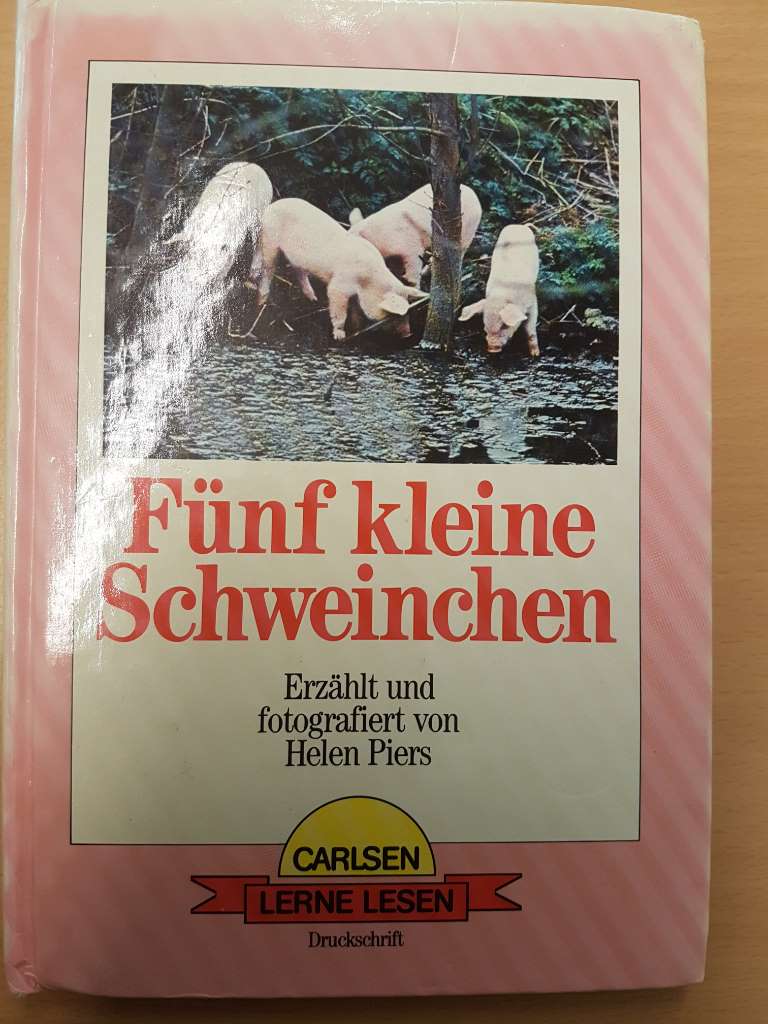 Fünf kleine
Schweinchen
Erzählt und
fotografiert von
Helen Piers
CARLSEN
LERNE LESEN
Druckschrift